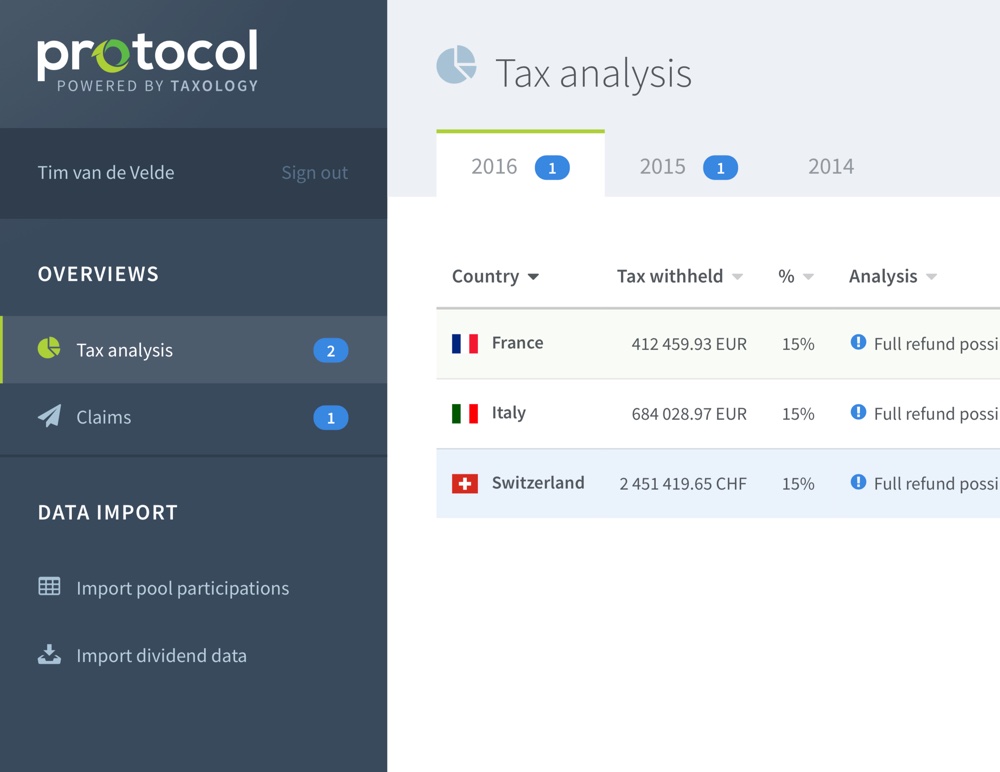 protocol
POWERED BY TAXOLOGY
Tim van de Velde Sign out
OVERVIEWS
Tax analysis 2
Claims 1
DATA IMPORT
Import pool participations
Import dividend data
Tax analysis
2016 1 2015 1 2014
Country Tax withheld % Analysis
France 412 459.93 EUR 15% Full refund possi
Italy 684 028.97 EUR 15% Full refund possi
Switzerland 2 451 419.65 CHF 15% Full refund possi